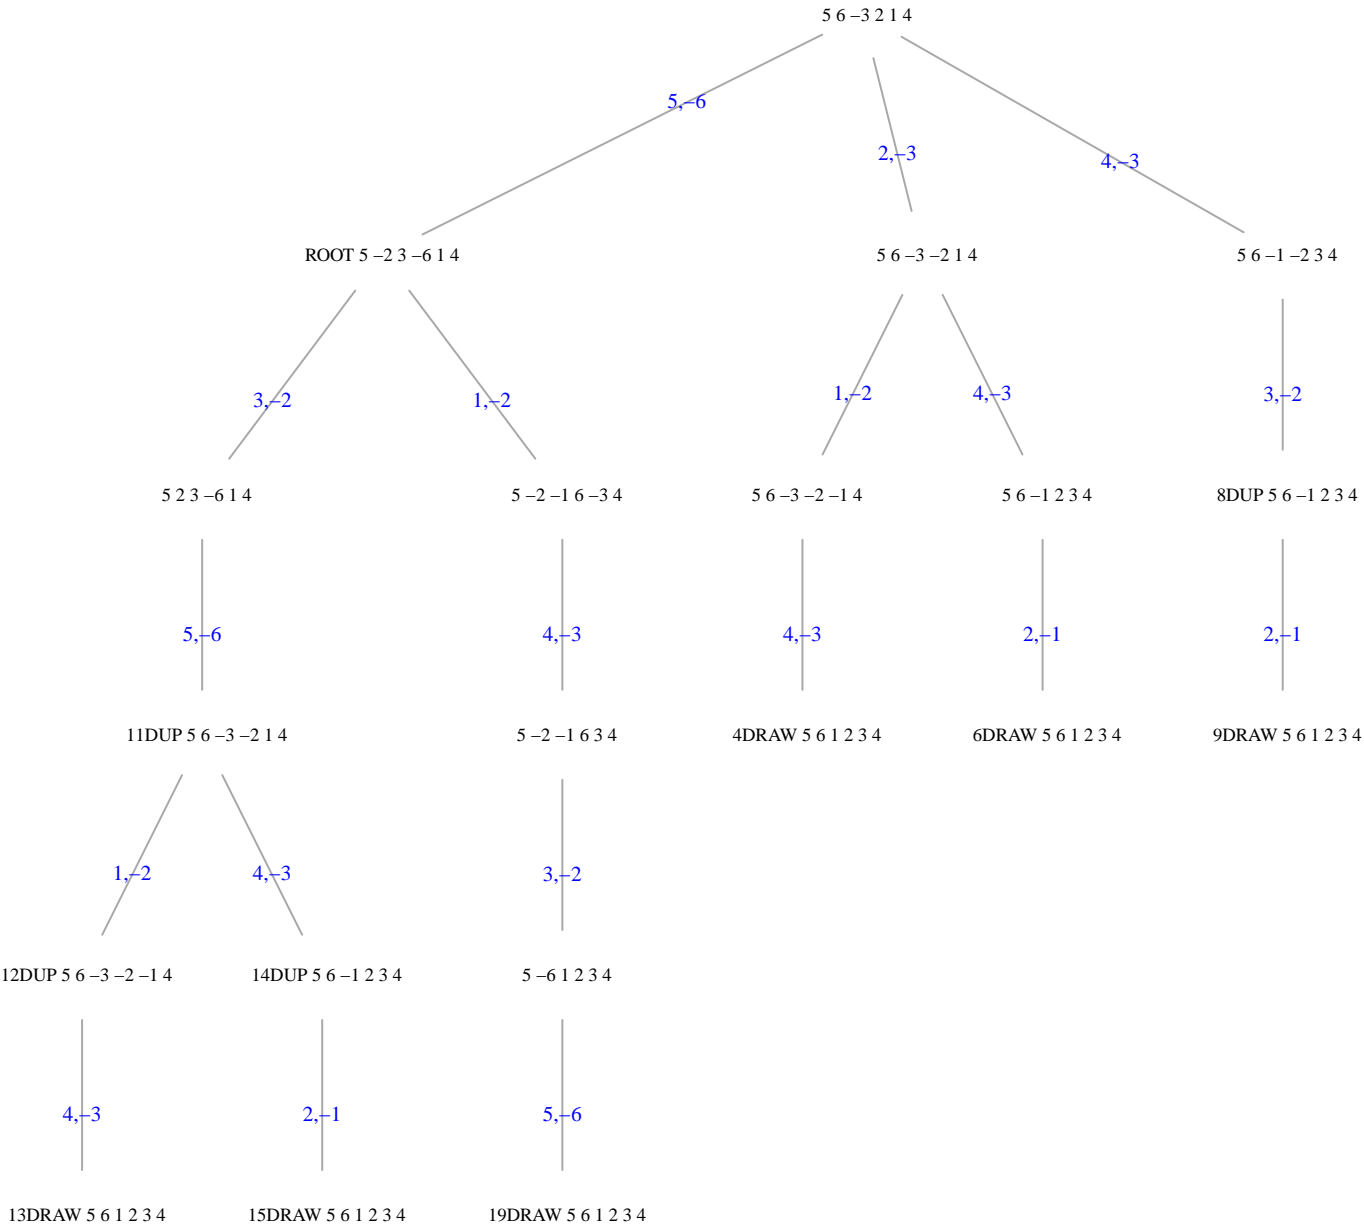 5 6 –3 2 1 4
5,–6
2,–3
4,–3
ROOT 5 –2 3 –6 1 4
5 6 –3 –2 1 4
5 6 –1 –2 3 4
3,–2
1,–2
1,–2
4,–3
3,–2
5 2 3 –6 1 4
5 –2 –1 6 –3 4
5 6 –3 –2 –1 4
5 6 –1 2 3 4
8DUP 5 6 –1 2 3 4
5,–6
4,–3
4,–3
2,–1
2,–1
11DUP 5 6 –3 –2 1 4
5 –2 –1 6 3 4
4DRAW 5 6 1 2 3 4
6DRAW 5 6 1 2 3 4
9DRAW 5 6 1 2 3 4
1,–2
4,–3
3,–2
12DUP 5 6 –3 –2 –1 4
14DUP 5 6 –1 2 3 4
5 –6 1 2 3 4
4,–3
2,–1
5,–6
13DRAW 5 6 1 2 3 4
15DRAW 5 6 1 2 3 4
19DRAW 5 6 1 2 3 4